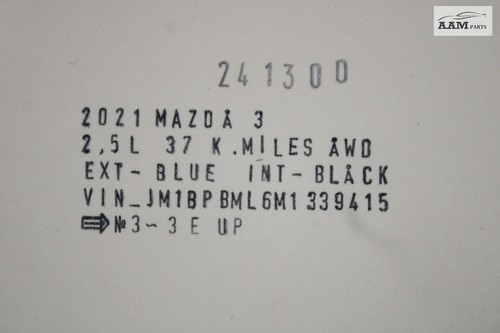 AAM PARTS
241300
2021 MAZDA 3
2,5L 37 K.MILES AWD
EXT-BLUE INT-BLACK
VIN_JM1BPBML6M1339415
⇨ №3~3 E UP